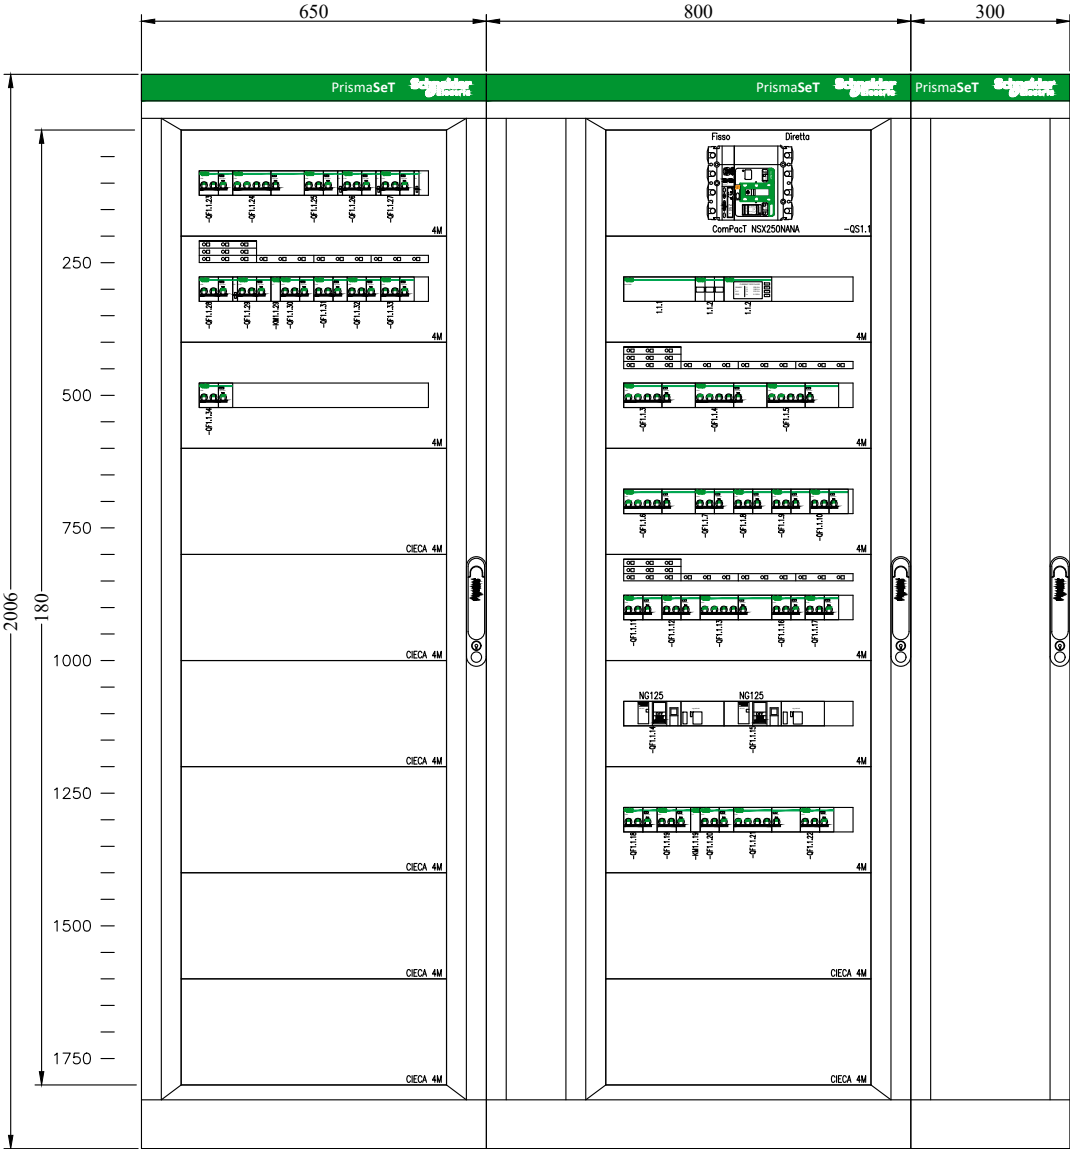 650
800
300
PrismaSeT Schneider Electric
PrismaSeT Schneider Electric
PrismaSeT Schneider Electric
2006
180
250
500
750
1000
1250
1500
1750
-QF1.1.23
-QF1.1.24
-QF1.1.25
-QF1.1.26
-QF1.1.27
4M
-QF1.1.28
-QF1.1.29
-KM1.1.29
-QF1.1.30
-QF1.1.31
-QF1.1.32
-QF1.1.33
4M
-QF1.1.34
4M
CIECA 4M
CIECA 4M
CIECA 4M
CIECA 4M
CIECA 4M
CIECA 4M
Fisso
Diretta
ComPacT NSX250NANA
-QS1.1
1.1.1
1.1.2
1.1.2
4M
-QF1.1.3
-QF1.1.4
-QF1.1.5
4M
-QF1.1.6
-QF1.1.7
-QF1.1.8
-QF1.1.9
-QF1.1.10
4M
-QF1.1.11
-QF1.1.12
-QF1.1.13
-QF1.1.16
-QF1.1.17
4M
NG125
NG125
-QF1.1.14
-QF1.1.15
4M
-QF1.1.18
-QF1.1.19
-KM1.1.19
-QF1.1.20
-QF1.1.21
-QF1.1.22
4M
CIECA 4M
CIECA 4M